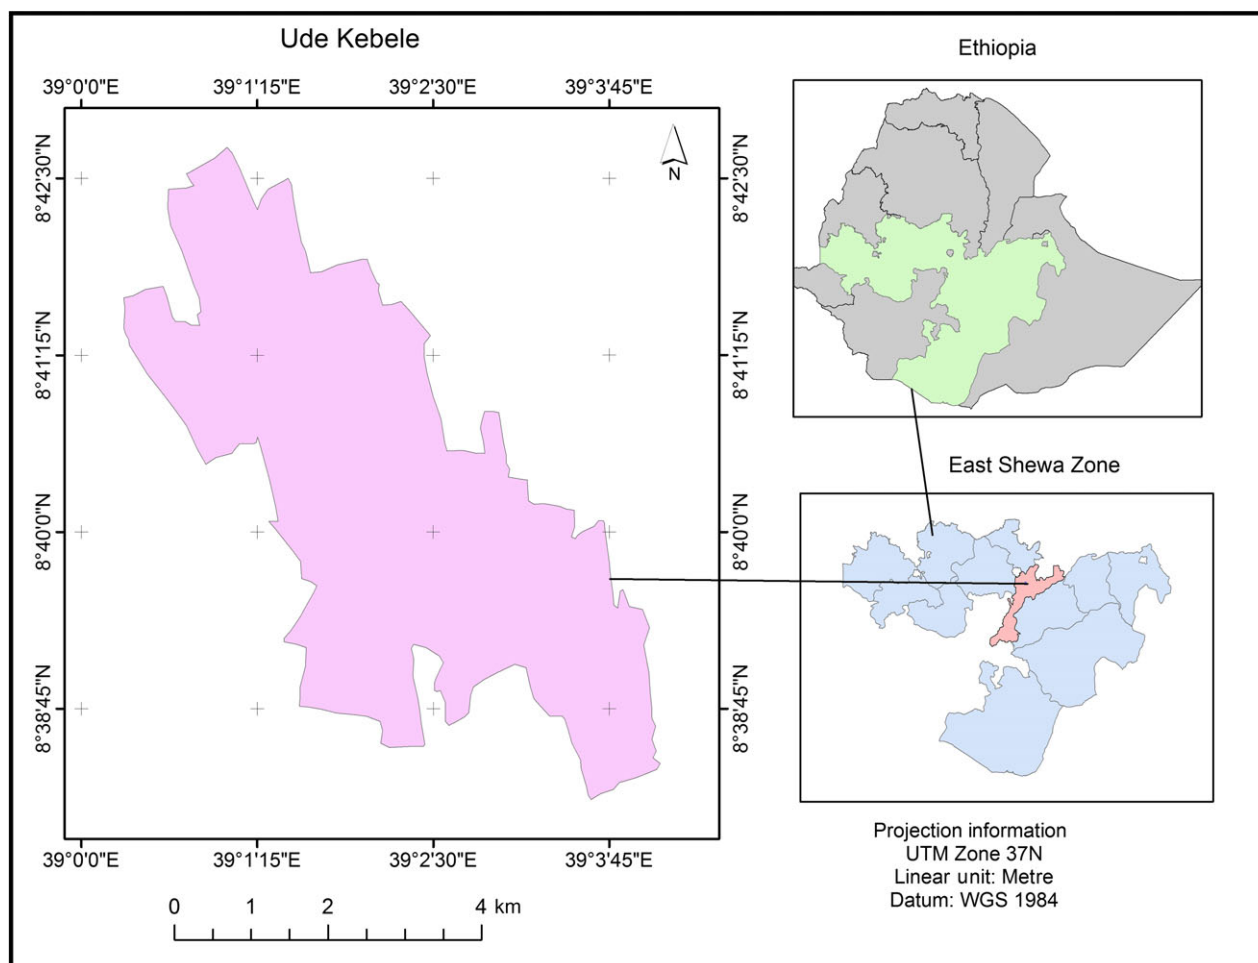 Ude Kebele
39°0'0"E 39°1'15"E 39°2'30"E 39°3'45"E
8°42'30"N
8°41'15"N
8°40'0"N
8°38'45"N
N
8°42'30"N
8°41'15"N
8°40'0"N
8°38'45"N
39°0'0"E 39°1'15"E 39°2'30"E 39°3'45"E
0 1 2 4 km
Ethiopia
East Shewa Zone
Projection information
UTM Zone 37N
Linear unit: Metre
Datum: WGS 1984